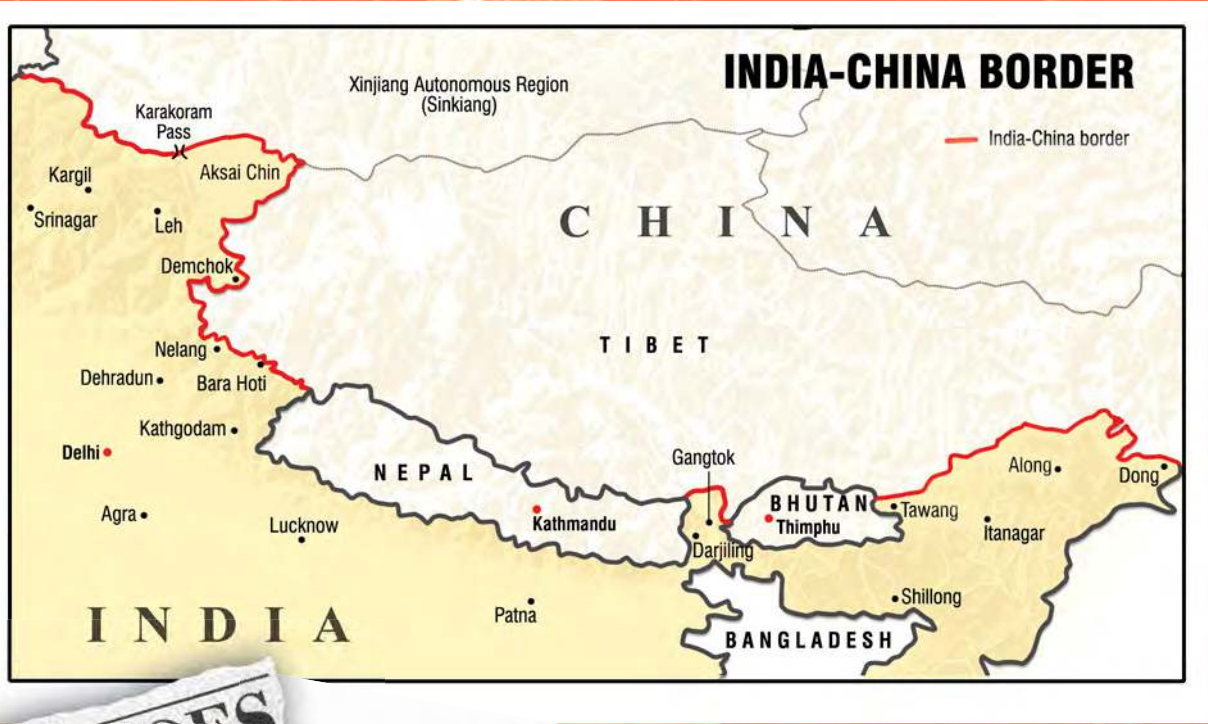 INDIA-CHINA BORDER
India-China border
Xinjiang Autonomous Region
(Sinkiang)
Karakoram
Pass
Aksai Chin
Kargil
Srinagar
Leh
Demchok
CHINA
TIBET
Nelang
Dehradun
Bara Hoti
Kathgodam
Delhi
NEPAL
Gangtok
BHUTAN
Thimphu
Tawang
Along
Dong
Agra
Lucknow
Kathmandu
Darjiling
Itanagar
Patna
Shillong
INDIA
BANGLADESH